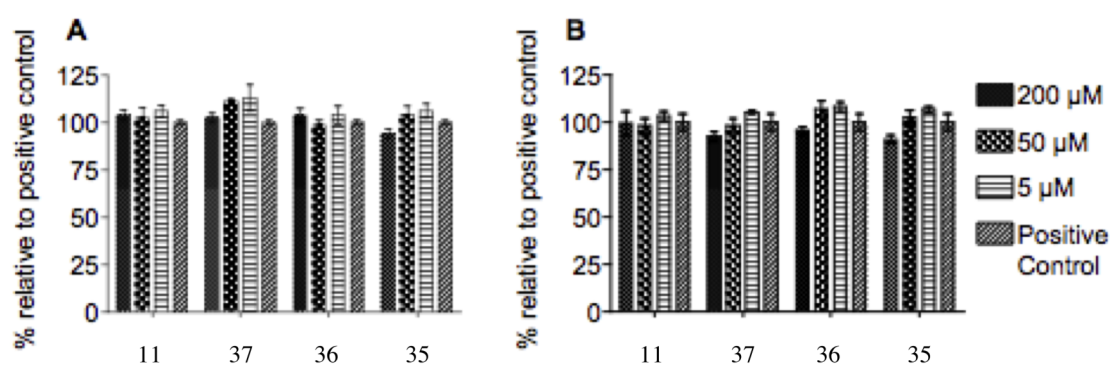 A
% relative to positive control
125
100
75
50
25
0
11 37 36 35
B
% relative to positive control
125
100
75
50
25
0
11 37 36 35
200 µM
50 µM
5 µM
Positive
Control